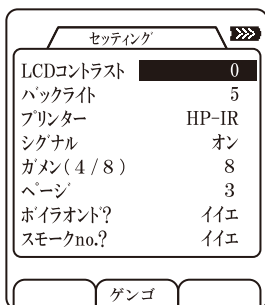 セッティング
LCDコントラスト 0
バックライト 5
プリンター HP-IR
シグナル オン
ガメン(4/8) 8
ページ 3
ボイラオンド? イイエ
スモークno.? イイエ
ゲンゴ